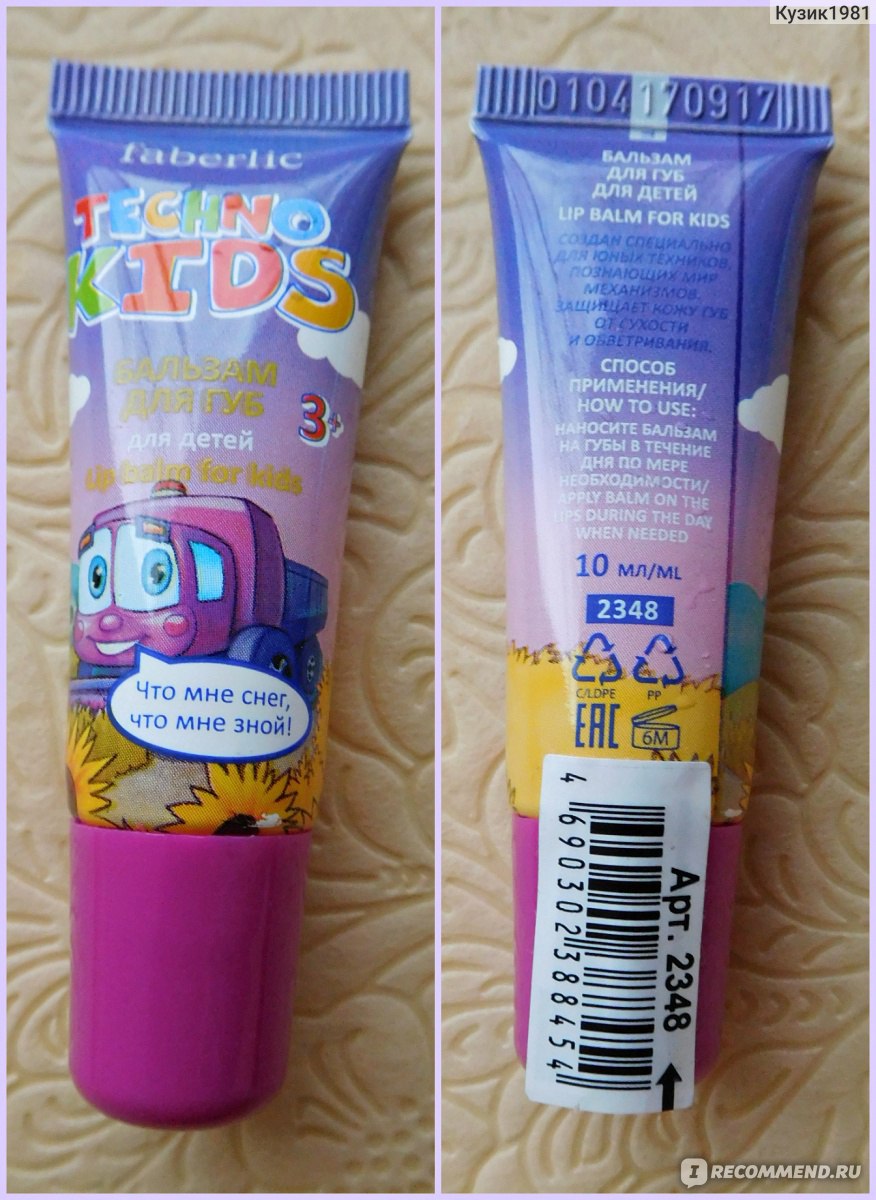 Кузик1981
faberlic
TECHNO
KIDS
БАЛЬЗАМ
ДЛЯ ГУБ
3+
для детей
Lip balm for kids
Что мне снег,
что мне зной!
0104170917
БАЛЬЗАМ
ДЛЯ ГУБ
ДЛЯ ДЕТЕЙ
LIP BALM FOR KIDS
СОЗДАН СПЕЦИАЛЬНО
ДЛЯ ЮНЫХ ТЕХНИКОВ,
ПОЗНАЮЩИХ МИР
МЕХАНИЗМОВ.
ЗАЩИЩАЕТ КОЖУ ГУБ
ОТ СУХОСТИ
И ОБВЕТРИВАНИЯ.
СПОСОБ
ПРИМЕНЕНИЯ/
HOW TO USE:
НАНОСИТЕ БАЛЬЗАМ
НА ГУБЫ В ТЕЧЕНИЕ
ДНЯ ПО МЕРЕ
НЕОБХОДИМОСТИ/
APPLY BALM ON THE
LIPS DURING THE DAY
WHEN NEEDED
10 МЛ/ML
2348
C/LDPE PP
EAC 6M
4690302388454
Арт. 2348
I RECOMMEND.RU